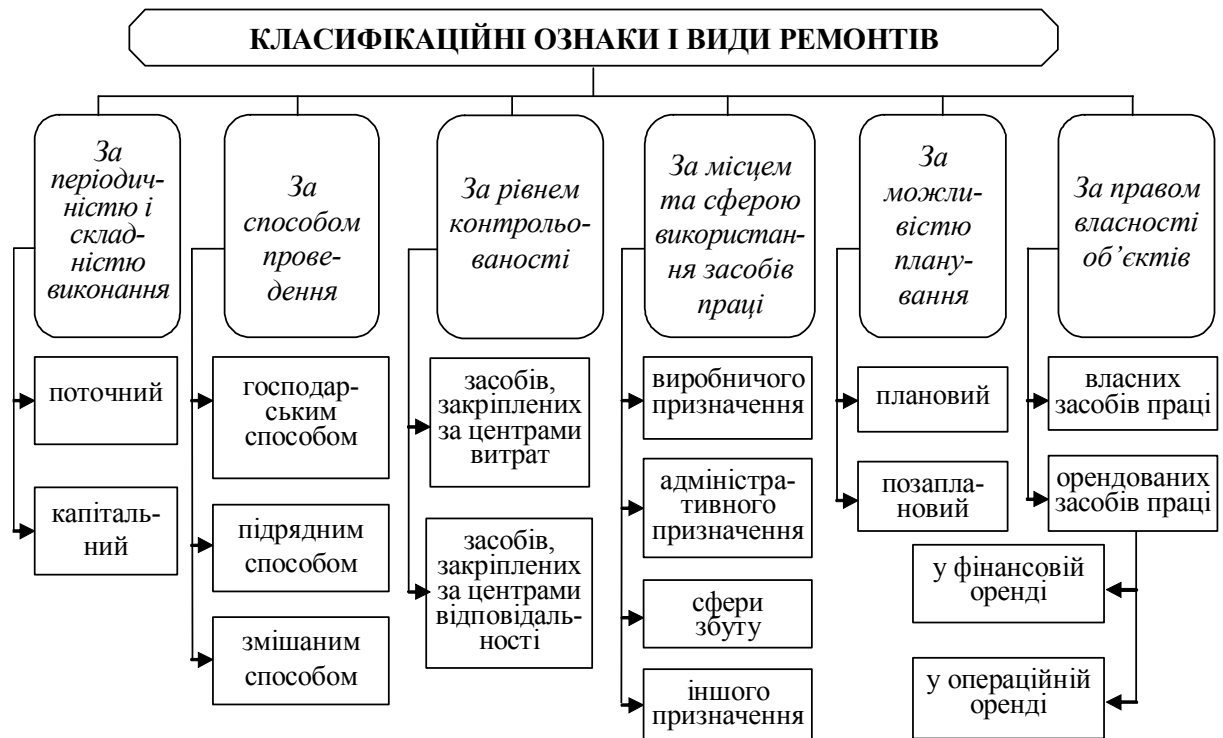 КЛАСИФІКАЦІЙНІ ОЗНАКИ І ВИДИ РЕМОНТІВ
За
періодич-
ністю і
склад-
ністю
виконання
поточний
капіталь-
ний
За
способом
прове-
дення
господар-
ським
способом
підрядним
способом
змішаним
способом
За рівнем
контрольо-
ваності
засобів,
закріплених
за центрами
витрат
засобів,
закріплених
за центрами
відповідаль-
ності
За місцем
та сферою
використан-
ня засобів
праці
виробничого
призначення
адміністра-
тивного
призначення
сфери
збуту
іншого
призначення
За
можли-
вістю
плану-
вання
плановий
позапла-
новий
За правом
власності
об’єктів
власних
засобів праці
орендованих
засобів праці
у фінансовій
оренді
у операційній
оренді